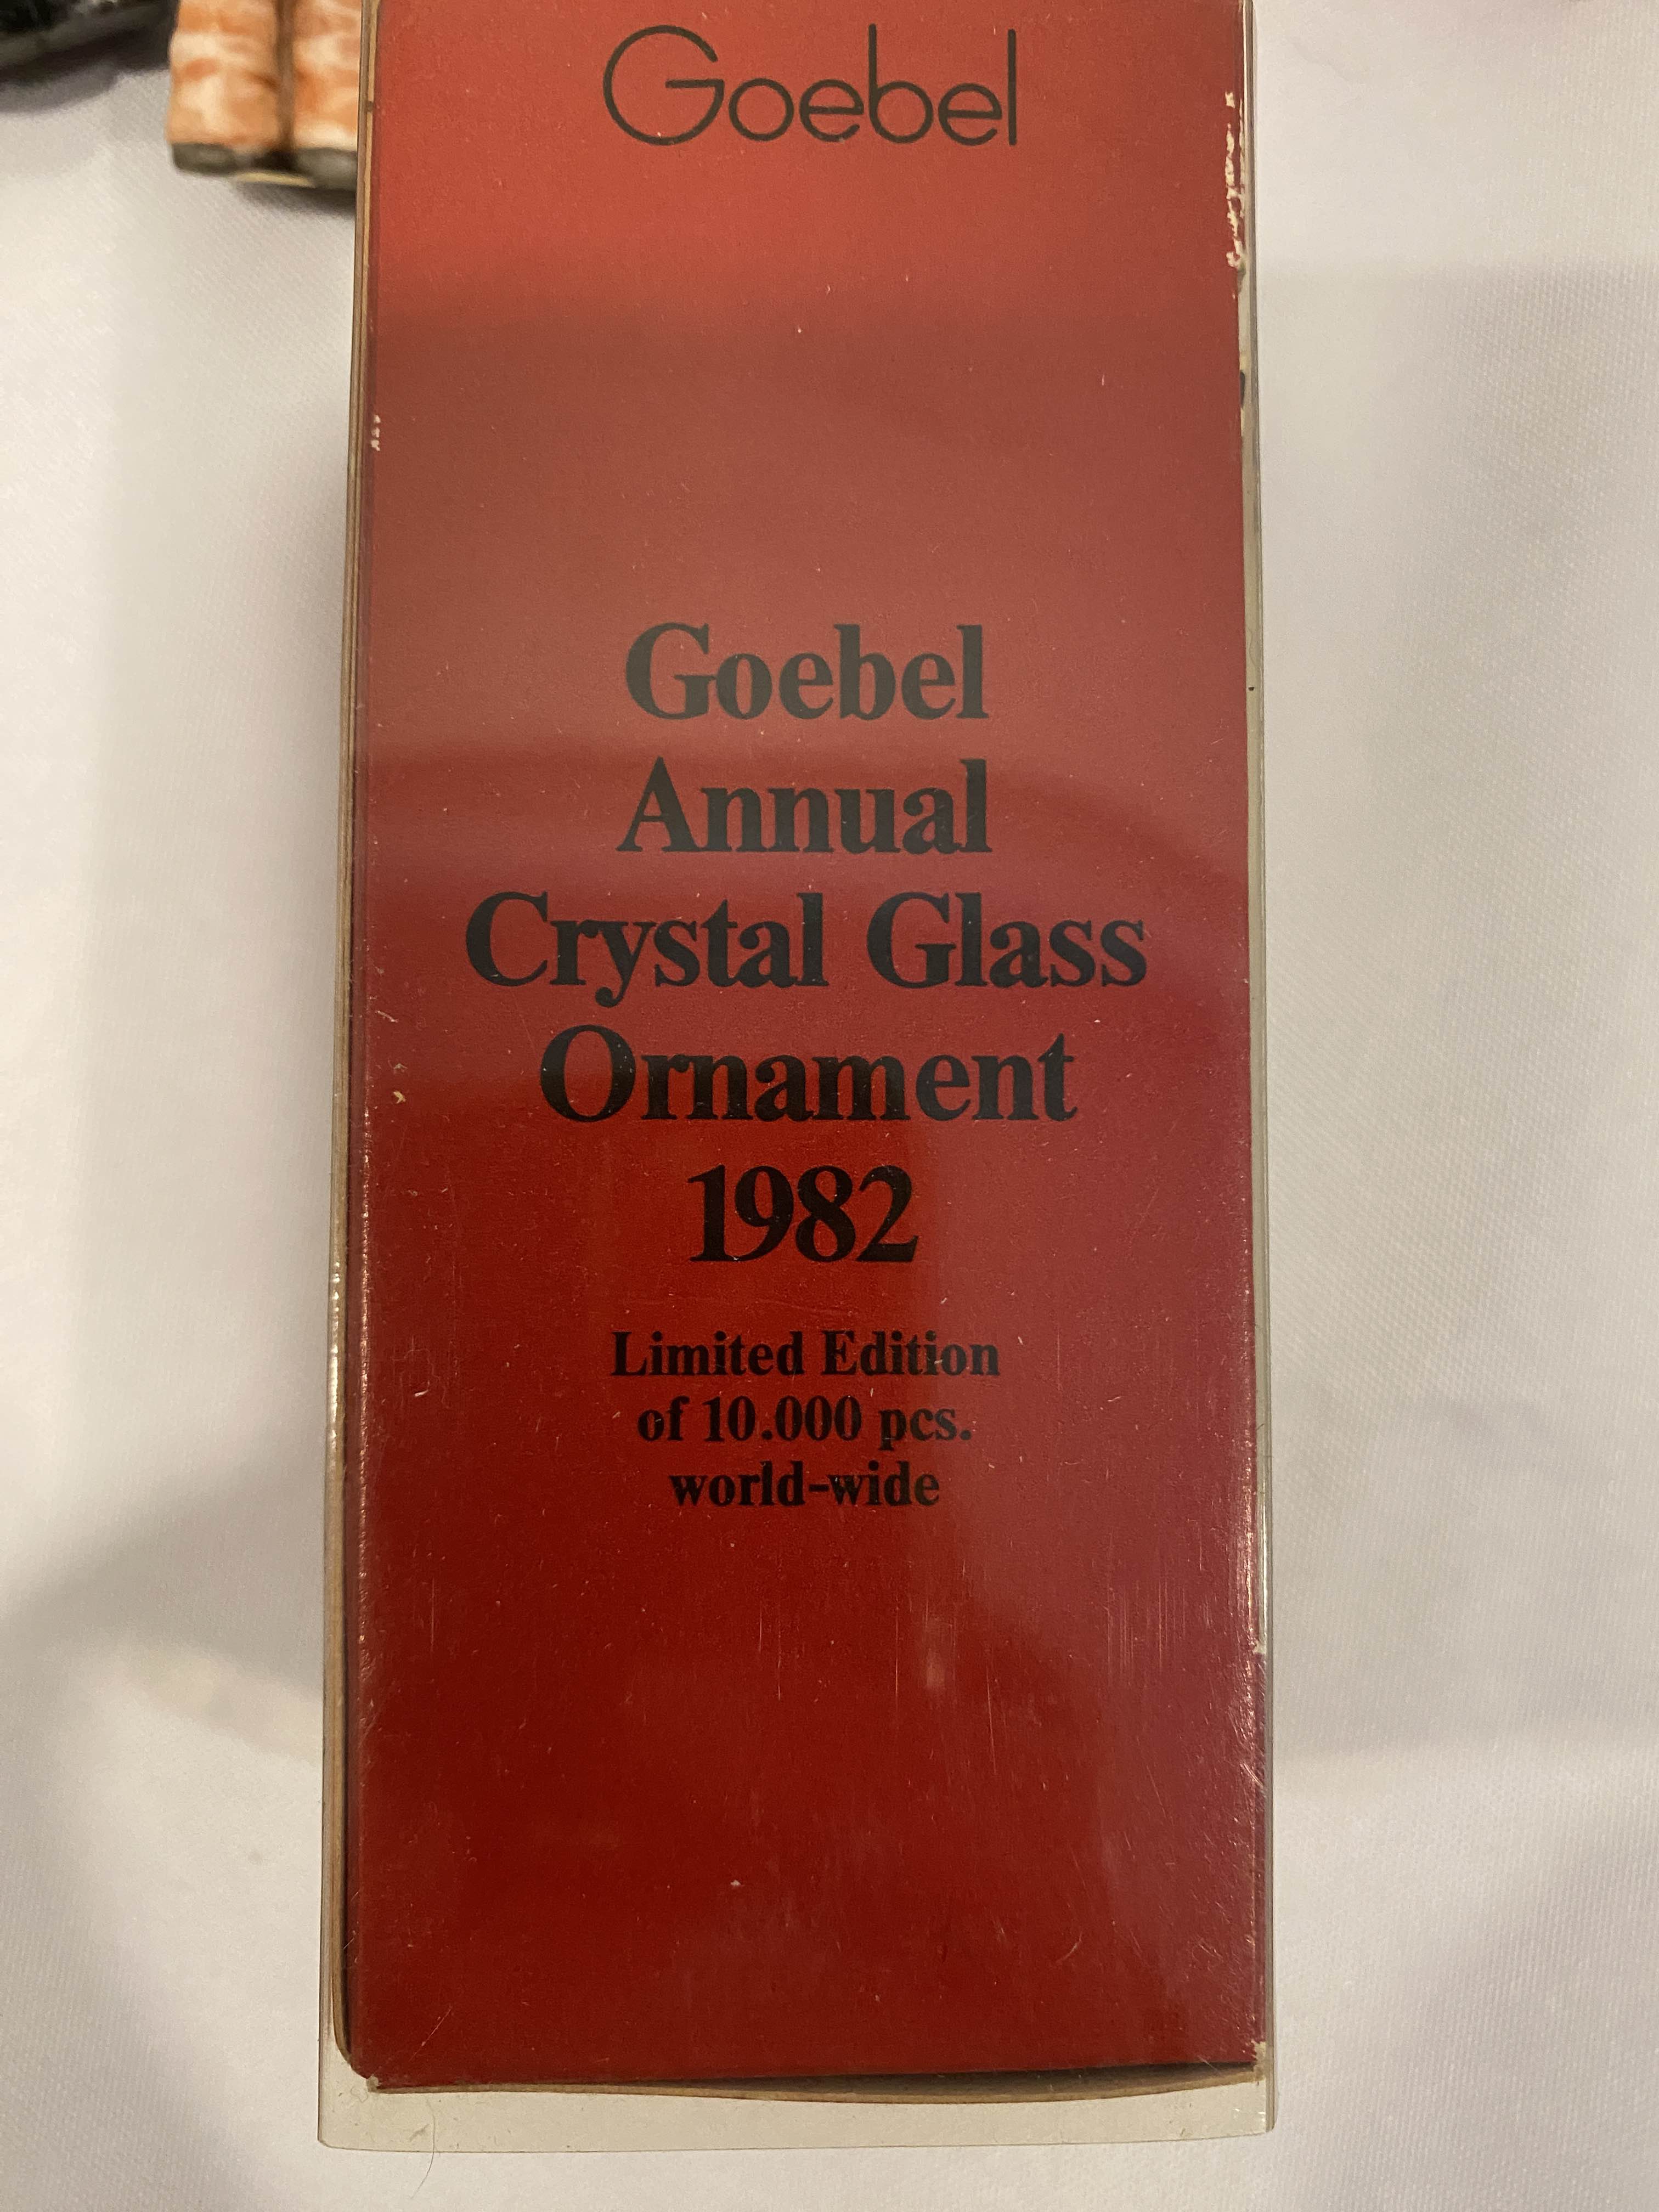 Goebel
Goebel
Annual
Crystal Glass
Ornament
1982
Limited Edition
of 10.000 pcs.
world-wide